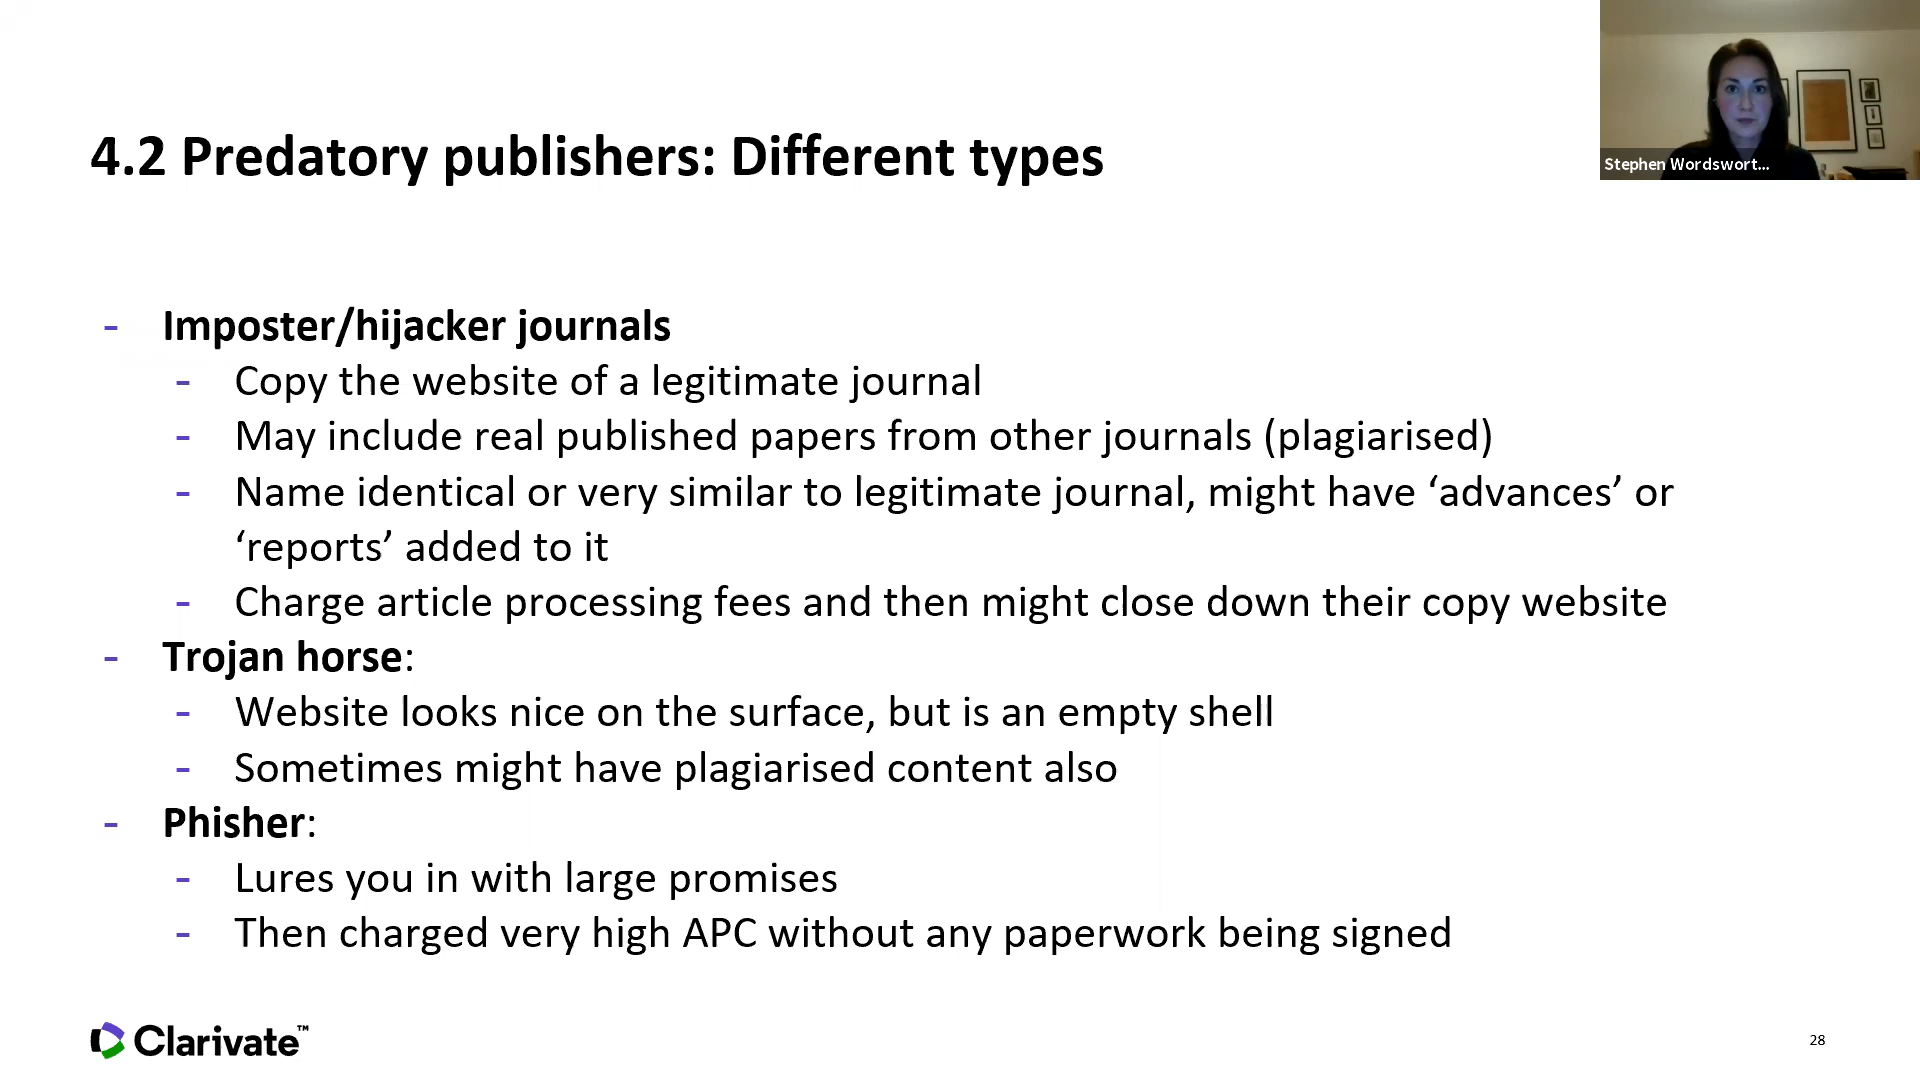 4.2 Predatory publishers: Different types
Stephen Wordswort...
- Imposter/hijacker journals
- Copy the website of a legitimate journal
- May include real published papers from other journals (plagiarised)
- Name identical or very similar to legitimate journal, might have ‘advances’ or
‘reports’ added to it
- Charge article processing fees and then might close down their copy website
- Trojan horse:
- Website looks nice on the surface, but is an empty shell
- Sometimes might have plagiarised content also
- Phisher:
- Lures you in with large promises
- Then charged very high APC without any paperwork being signed
Clarivate™
28